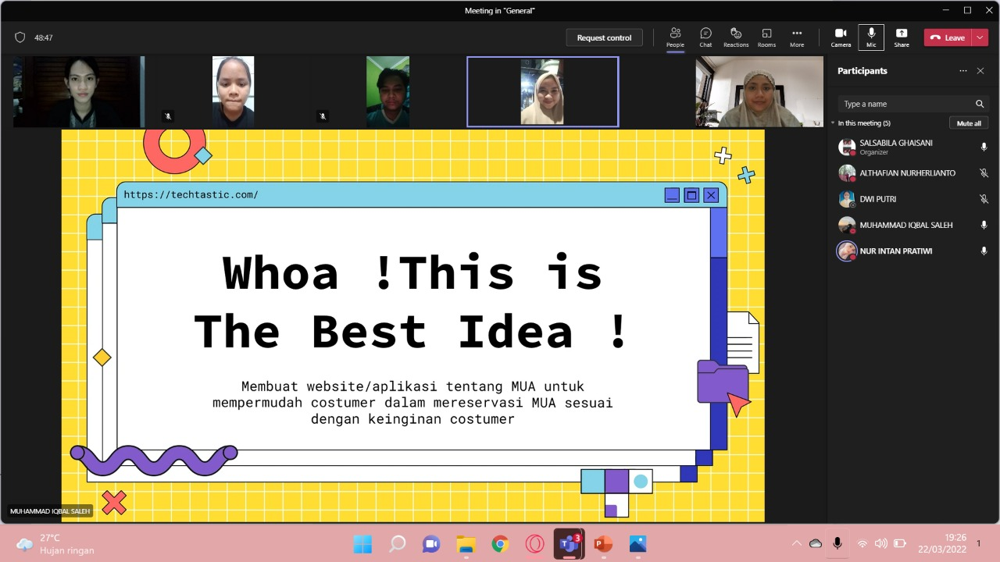 Meeting in "General"
48:47
Request control
People
Chat
Reactions
Rooms
More
Camera
Mic
Share
Leave
Participants
Type a name
In this meeting (5)
Mute all
SALSABILA GHAISANI
Organizer
ALTHAFIAN NURHERLIANTO
DWI PUTRI
MUHAMMAD IQBAL SALEH
NUR INTAN PRATIWI
https://techtastic.com/
Whoa !This is
The Best Idea !
Membuat website/aplikasi tentang MUA untuk
mempermudah costumer dalam mereservasi MUA sesuai
dengan keinginan costumer
MUHAMMAD IQBAL SALEH
27°C
Hujan ringan
3
19:26
22/03/2022
1